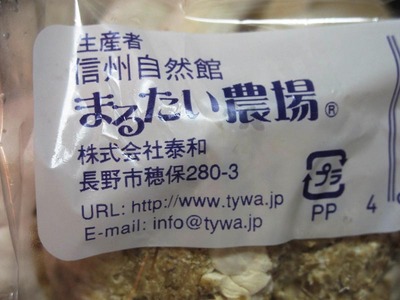 生産者
信州自然館
まるたい農場®
株式会社泰和
長野市穂保280-3
URL: http://www.tywa.jp
E-mail: info@tywa.jp
プラ
PP
4